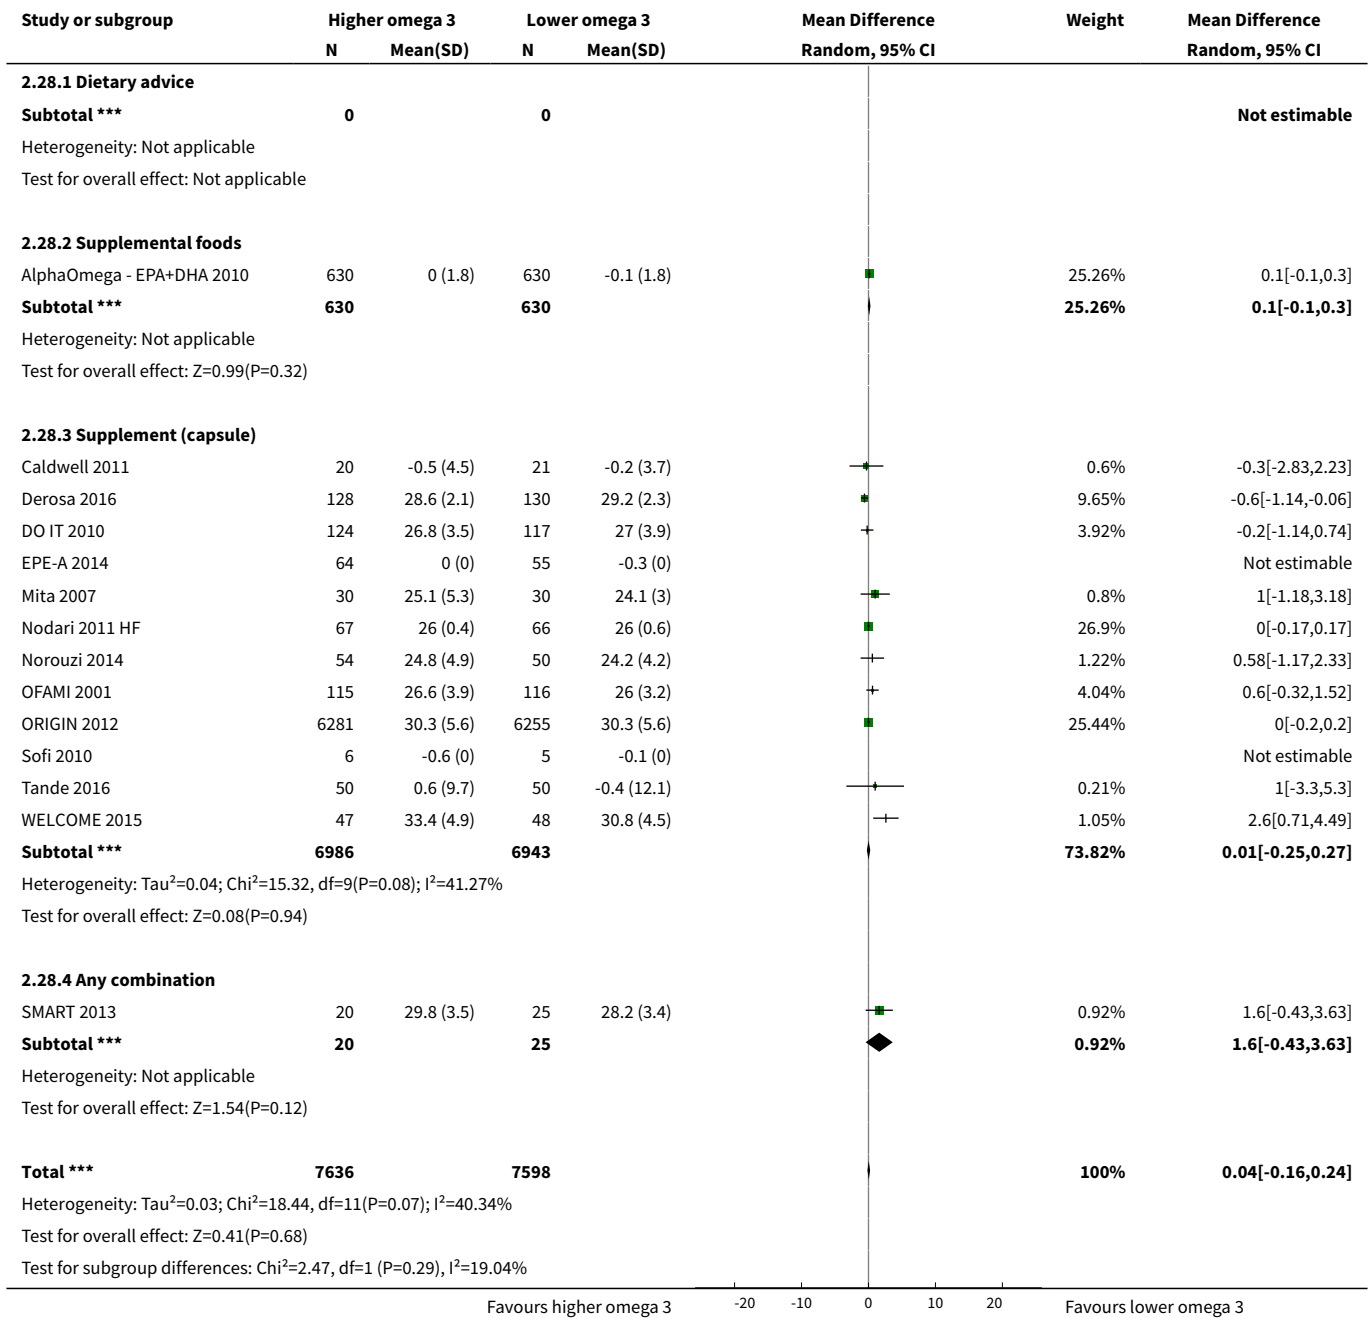 Study or subgroup Higher omega 3 Lower omega 3 Mean Difference Weight Mean Difference
N Mean(SD) N Mean(SD) Random, 95% CI Random, 95% CI
2.28.1 Dietary advice
Subtotal *** 0 0 Not estimable
Heterogeneity: Not applicable
Test for overall effect: Not applicable
2.28.2 Supplemental foods
AlphaOmega - EPA+DHA 2010 630 0 (1.8) 630 -0.1 (1.8) 25.26% 0.1[-0.1,0.3]
Subtotal *** 630 630 25.26% 0.1[-0.1,0.3]
Heterogeneity: Not applicable
Test for overall effect: Z=0.99(P=0.32)
2.28.3 Supplement (capsule)
Caldwell 2011 20 -0.5 (4.5) 21 -0.2 (3.7) 0.6% -0.3[-2.83,2.23]
Derosa 2016 128 28.6 (2.1) 130 29.2 (2.3) 9.65% -0.6[-1.14,-0.06]
DO IT 2010 124 26.8 (3.5) 117 27 (3.9) 3.92% -0.2[-1.14,0.74]
EPE-A 2014 64 0 (0) 55 -0.3 (0) Not estimable
Mita 2007 30 25.1 (5.3) 30 24.1 (3) 0.8% 1[-1.18,3.18]
Nodari 2011 HF 67 26 (0.4) 66 26 (0.6) 26.9% 0[-0.17,0.17]
Norouzi 2014 54 24.8 (4.9) 50 24.2 (4.2) 1.22% 0.58[-1.17,2.33]
OFAMI 2001 115 26.6 (3.9) 116 26 (3.2) 4.04% 0.6[-0.32,1.52]
ORIGIN 2012 6281 30.3 (5.6) 6255 30.3 (5.6) 25.44% 0[-0.2,0.2]
Sofi 2010 6 -0.6 (0) 5 -0.1 (0) Not estimable
Tande 2016 50 0.6 (9.7) 50 -0.4 (12.1) 0.21% 1[-3.3,5.3]
WELCOME 2015 47 33.4 (4.9) 48 30.8 (4.5) 1.05% 2.6[0.71,4.49]
Subtotal *** 6986 6943 73.82% 0.01[-0.25,0.27]
Heterogeneity: Tau²=0.04; Chi²=15.32, df=9(P=0.08); I²=41.27%
Test for overall effect: Z=0.08(P=0.94)
2.28.4 Any combination
SMART 2013 20 29.8 (3.5) 25 28.2 (3.4) 0.92% 1.6[-0.43,3.63]
Subtotal *** 20 25 0.92% 1.6[-0.43,3.63]
Heterogeneity: Not applicable
Test for overall effect: Z=1.54(P=0.12)
Total *** 7636 7598 100% 0.04[-0.16,0.24]
Heterogeneity: Tau²=0.03; Chi²=18.44, df=11(P=0.07); I²=40.34%
Test for overall effect: Z=0.41(P=0.68)
Test for subgroup differences: Chi²=2.47, df=1 (P=0.29), I²=19.04%
Favours higher omega 3 -20 -10 0 10 20 Favours lower omega 3